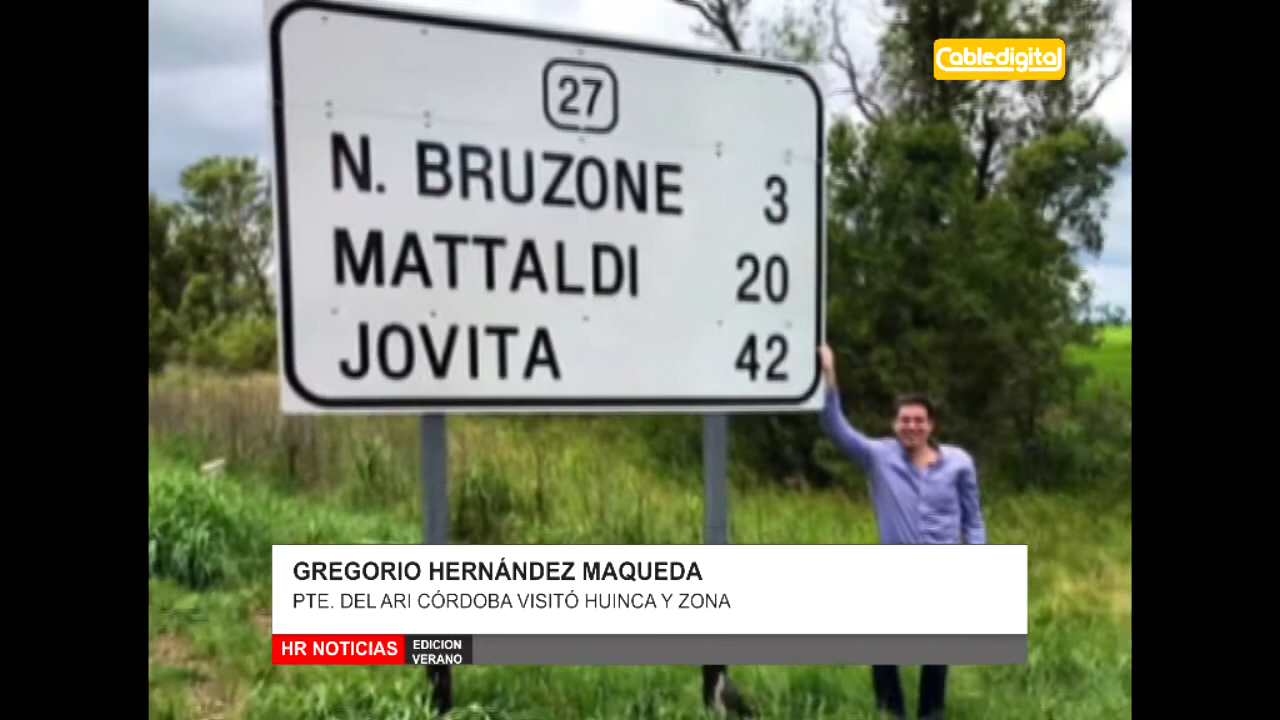 Cabledigital
27
N. BRUZONE 3
MATTALDI 20
JOVITA 42
GREGORIO HERNÁNDEZ MAQUEDA
PTE. DEL ARI CÓRDOBA VISITÓ HUINCA Y ZONA
HR NOTICIAS
EDICION
VERANO